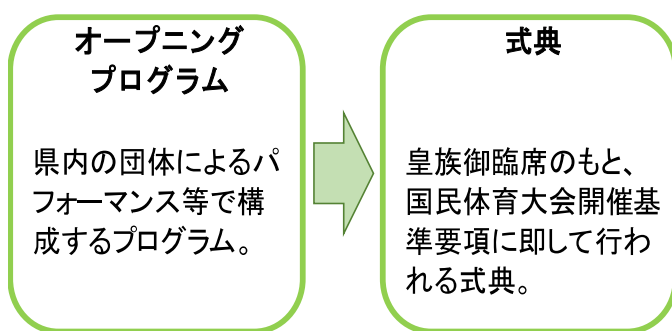 オープニング
プログラム
県内の団体によるパ
フォーマンス等で構
成するプログラム。
式典
皇族御臨席のもと、
国民体育大会開催基
準要項に即して行わ
れる式典。